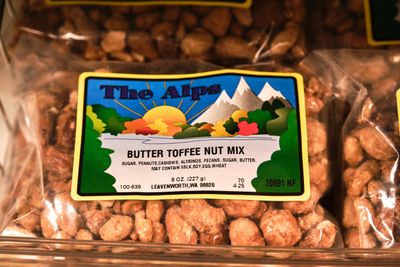 The Alps
BUTTER TOFFEE NUT MIX
SUGAR, PEANUTS, CASHEWS, ALMONDS, PECANS, SUGAR, BUTTER,
MAY CONTAIN MILK, SOY, EGG, WHEAT
8 OZ. (227 g)
100-639
LEAVENWORTH, WA. 98826
70
4-25
28691 NF